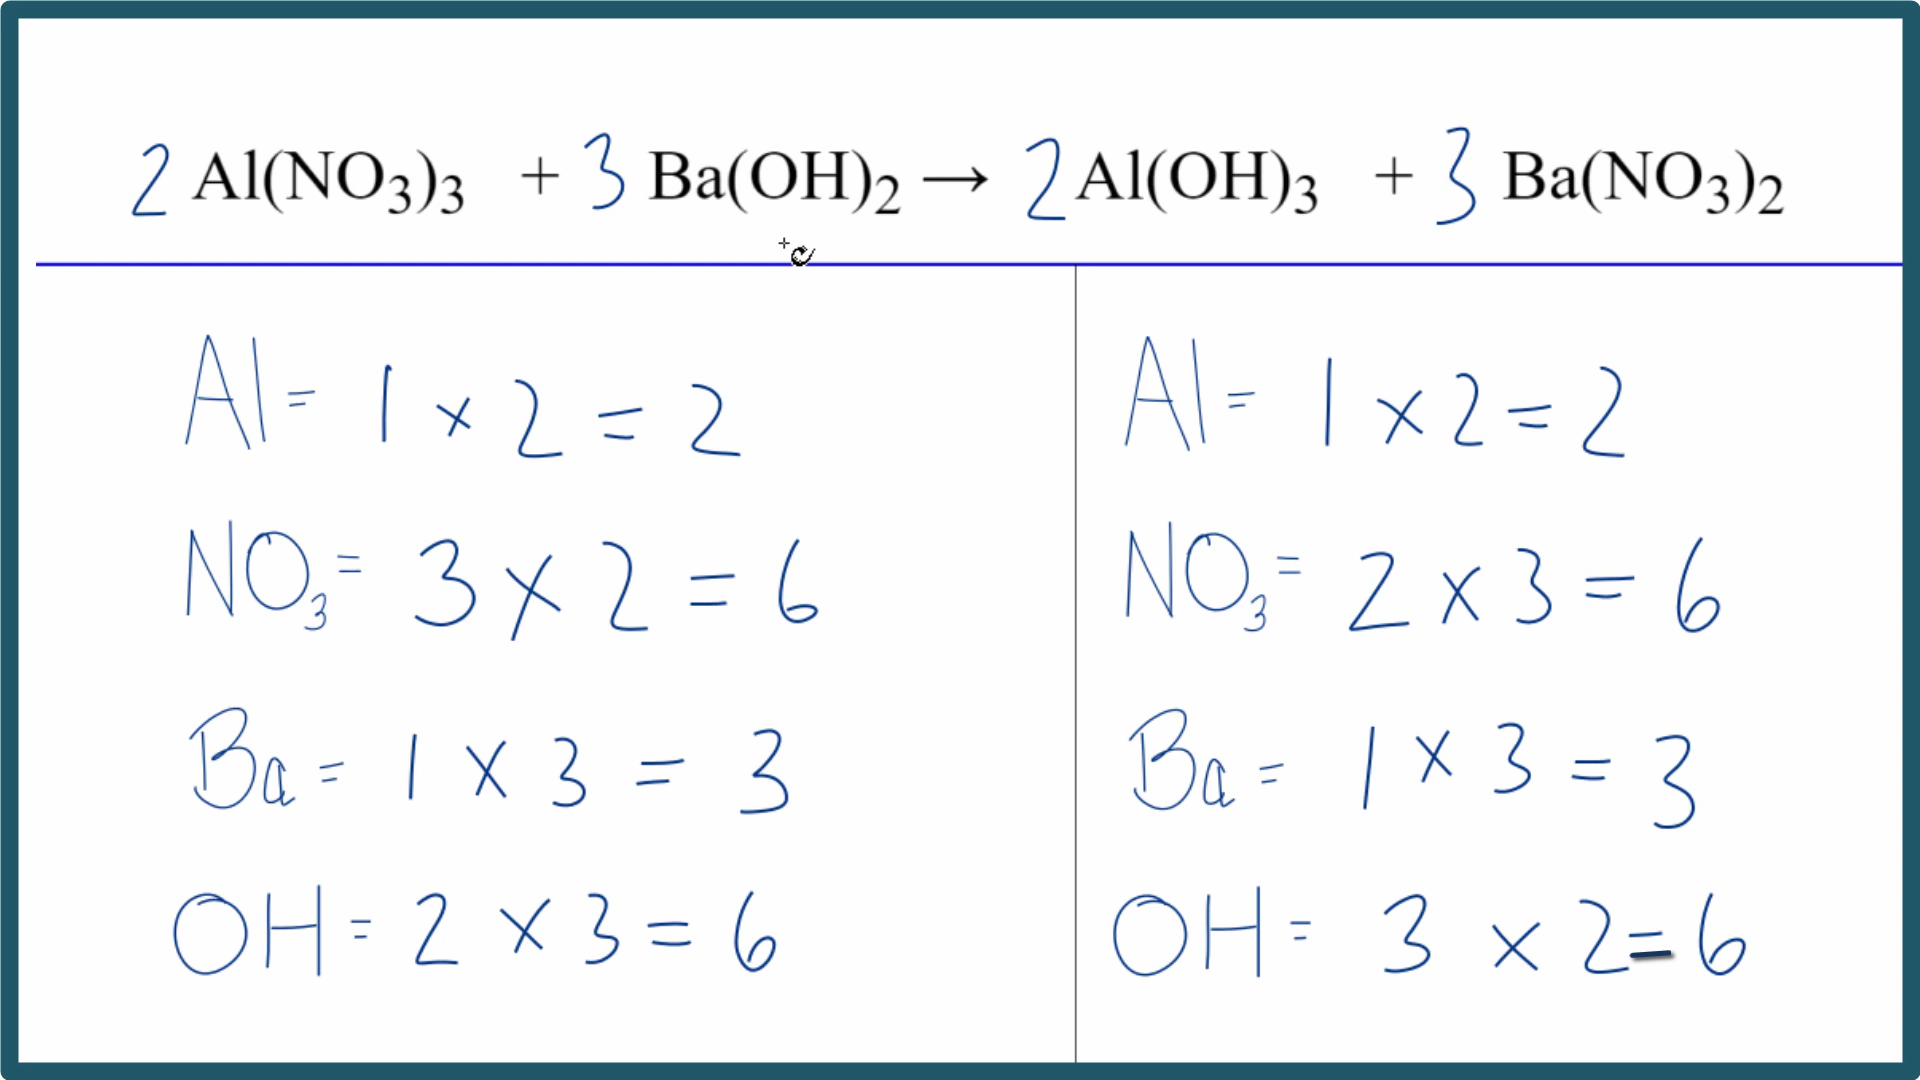 2 Al(NO₃)₃ + 3 Ba(OH)₂ → 2 Al(OH)₃ + 3 Ba(NO₃)₂
Al = 1 x 2 = 2
NO₃ = 3 x 2 = 6
Ba = 1 x 3 = 3
OH = 2 x 3 = 6
Al = 1 x 2 = 2
NO₃ = 2 x 3 = 6
Ba = 1 x 3 = 3
OH = 3 x 2 = 6